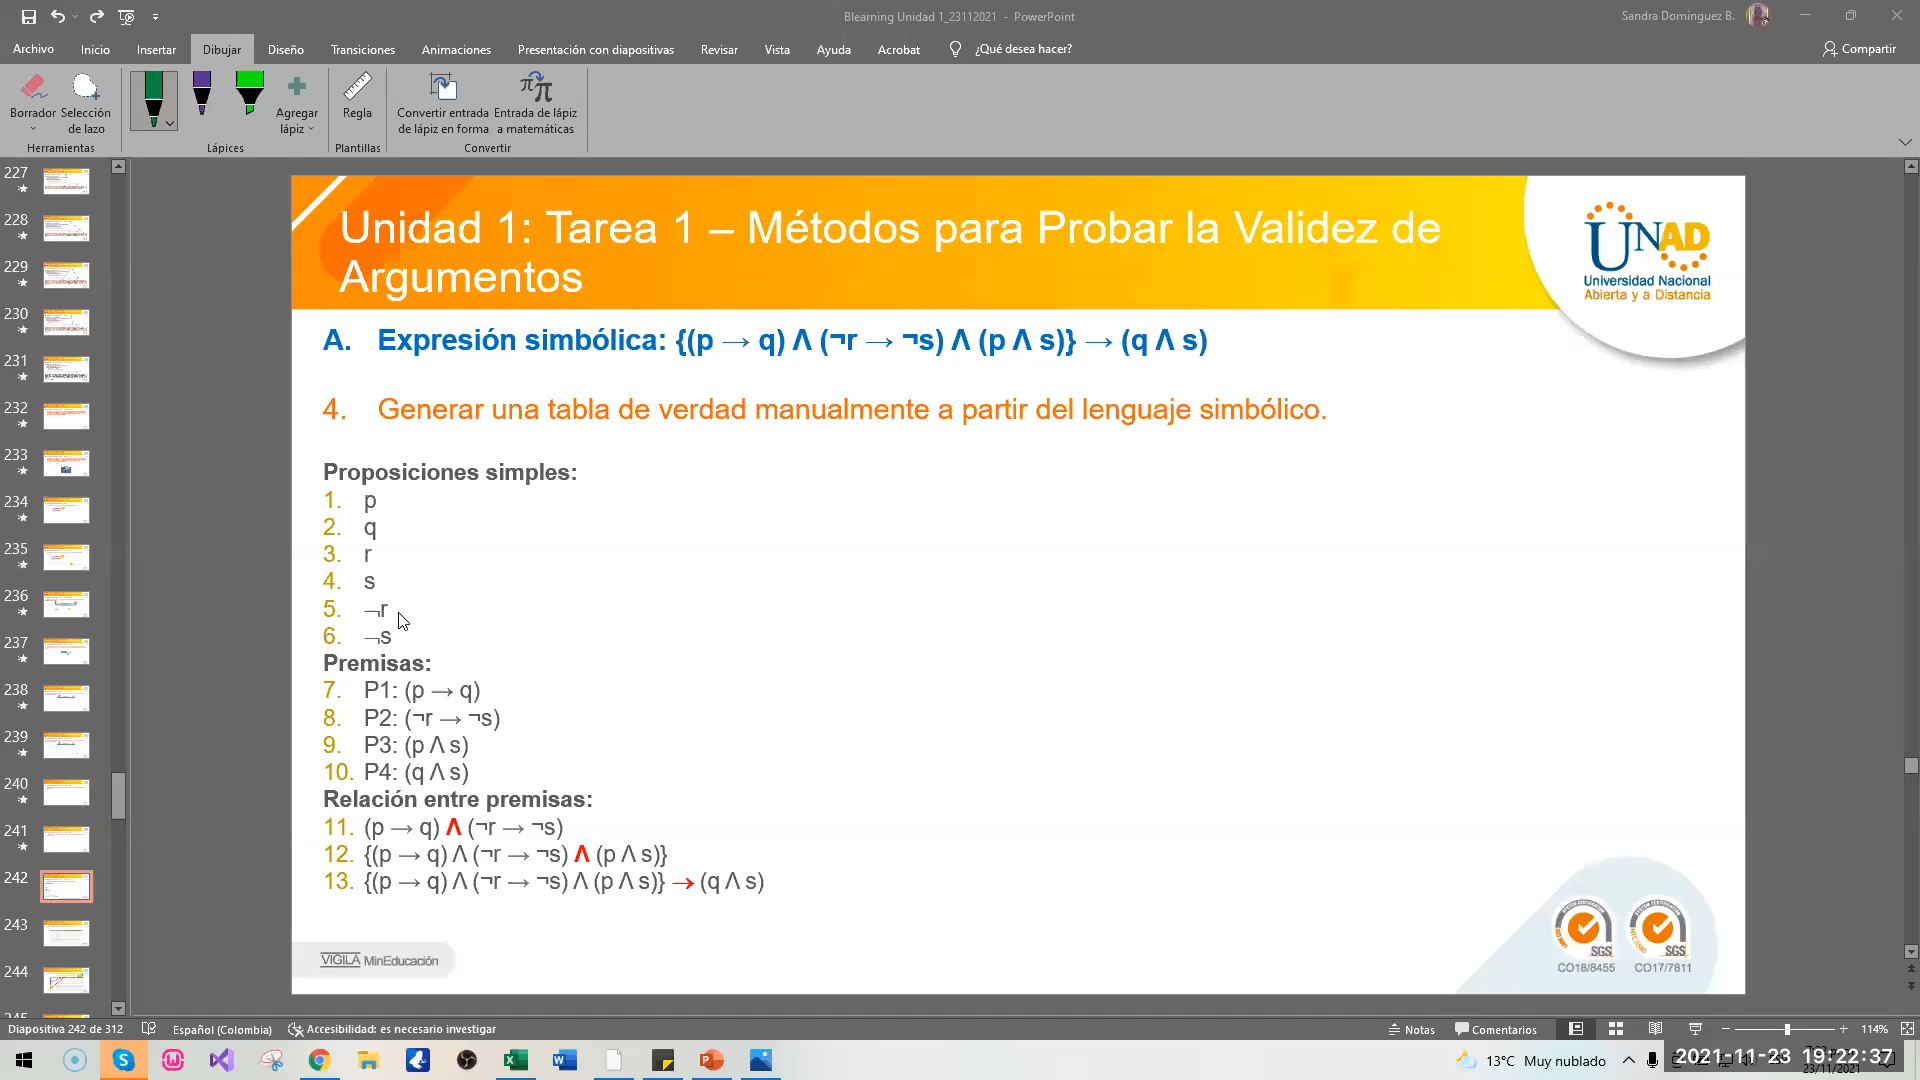 Blearning Unidad 1_23112021 - PowerPoint
Sandra Domínguez B.
Archivo Inicio Insertar Dibujar Diseño Transiciones Animaciones Presentación con diapositivas Revisar Vista Ayuda Acrobat ¿Qué desea hacer? Compartir
Borrador
Selección de lazo
Agregar lápiz
Regla
Convertir entrada de lápiz en forma
Entrada de lápiz a matemáticas
Herramientas Lápices Plantillas Convertir
227
228
229
230
231
232
233
234
235
236
237
238
239
240
241
242
243
244
245
Unidad 1: Tarea 1 – Métodos para Probar la Validez de
Argumentos
UNAD
Universidad Nacional
Abierta y a Distancia
A. Expresión simbólica: {(p → q) Λ (¬r → ¬s) Λ (p Λ s)} → (q Λ s)
4. Generar una tabla de verdad manualmente a partir del lenguaje simbólico.
Proposiciones simples:
1. p
2. q
3. r
4. s
5. ¬r
6. ¬s
Premisas:
7. P1: (p → q)
8. P2: (¬r → ¬s)
9. P3: (p Λ s)
10. P4: (q Λ s)
Relación entre premisas:
11. (p → q) Λ (¬r → ¬s)
12. {(p → q) Λ (¬r → ¬s) Λ (p Λ s)}
13. {(p → q) Λ (¬r → ¬s) Λ (p Λ s)} → (q Λ s)
VIGILA MinEducación
SGS SGS
CO18/8455 CO17/7811
Diapositiva 242 de 312 Español (Colombia) Accesibilidad: es necesario investigar Notas Comentarios 114%
13°C Muy nublado
2021-11-23 19:22:37
23/11/2021